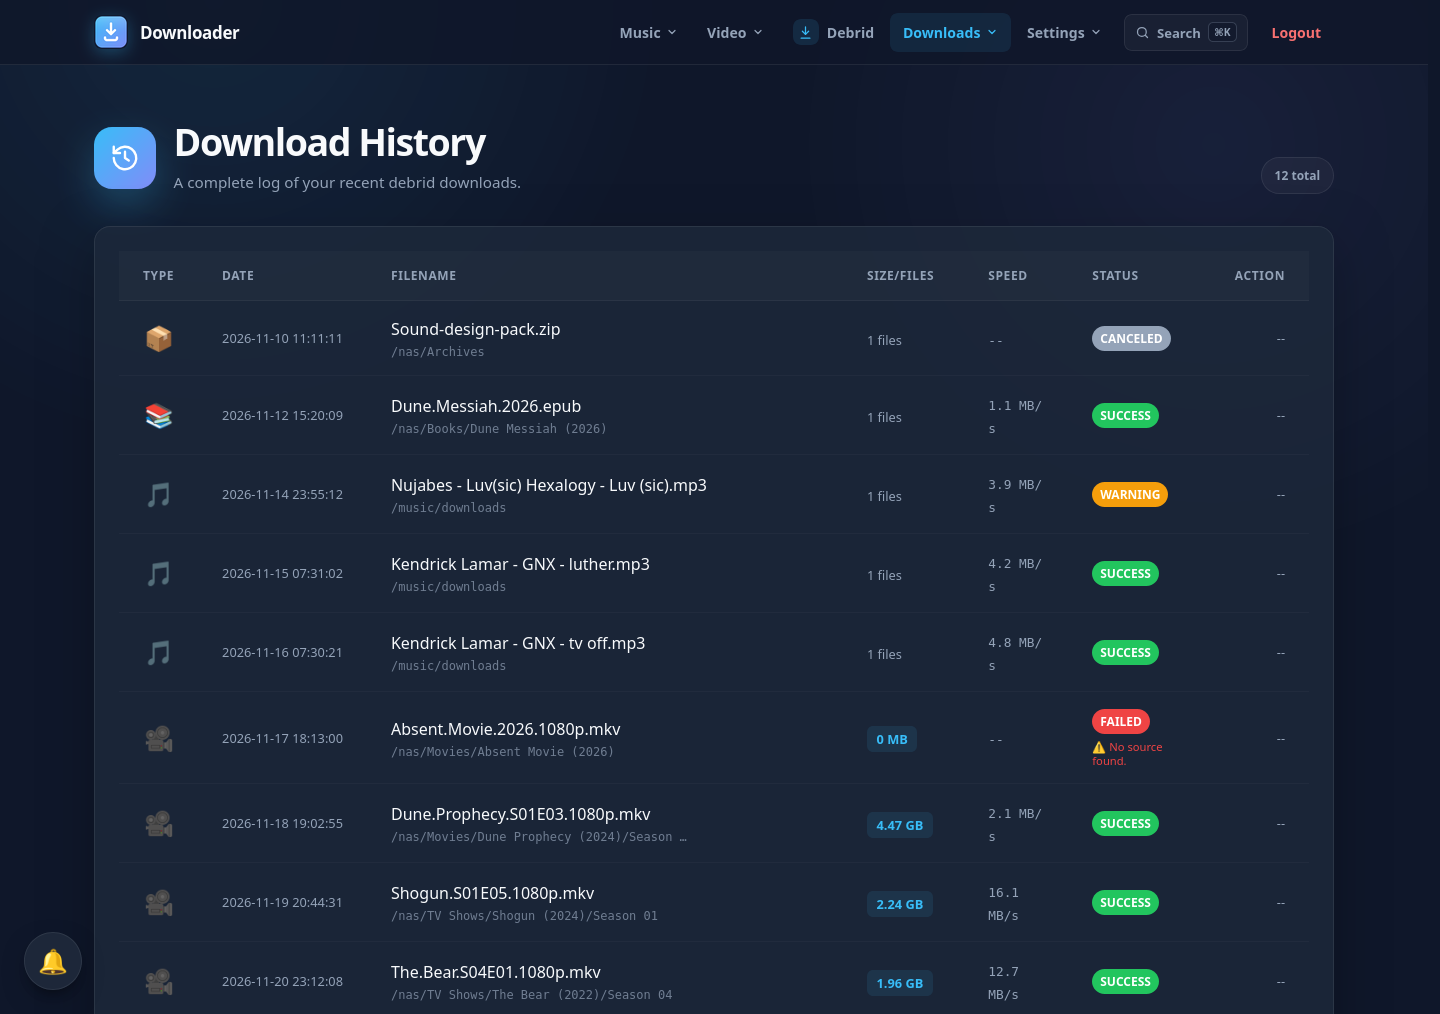 Downloader
Music
Video
Debrid
Downloads
Settings
Search ⌘K
Logout
Download History
A complete log of your recent debrid downloads.
12 total
TYPE DATE FILENAME SIZE/FILES SPEED STATUS ACTION
2026-11-10 11:11:11 Sound-design-pack.zip 1 files -- CANCELED --
/nas/Archives
2026-11-12 15:20:09 Dune.Messiah.2026.epub 1 files 1.1 MB/ SUCCESS --
/nas/Books/Dune Messiah (2026) s
2026-11-14 23:55:12 Nujabes - Luv(sic) Hexalogy - Luv (sic).mp3 1 files 3.9 MB/ WARNING --
/music/downloads s
2026-11-15 07:31:02 Kendrick Lamar - GNX - luther.mp3 1 files 4.2 MB/ SUCCESS --
/music/downloads s
2026-11-16 07:30:21 Kendrick Lamar - GNX - tv off.mp3 1 files 4.8 MB/ SUCCESS --
/music/downloads s
2026-11-17 18:13:00 Absent.Movie.2026.1080p.mkv 0 MB -- FAILED --
/nas/Movies/Absent Movie (2026) ⚠️ No source
found.
2026-11-18 19:02:55 Dune.Prophecy.S01E03.1080p.mkv 4.47 GB 2.1 MB/ SUCCESS --
/nas/Movies/Dune Prophecy (2024)/Season … s
2026-11-19 20:44:31 Shogun.S01E05.1080p.mkv 2.24 GB 16.1 SUCCESS --
/nas/TV Shows/Shogun (2024)/Season 01 MB/s
2026-11-20 23:12:08 The.Bear.S04E01.1080p.mkv 1.96 GB 12.7 SUCCESS --
/nas/TV Shows/The Bear (2022)/Season 04 MB/s